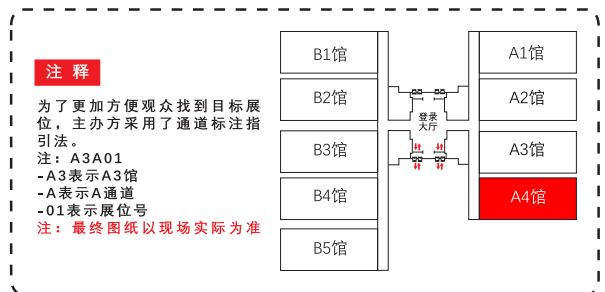 注 释
为了更加方便观众找到目标展
位，主办方采用了通道标注指
引法。
注：A3A01
-A3表示A3馆
-A表示A通道
-01表示展位号
注：最终图纸以现场实际为准
B1馆
B2馆
B3馆
B4馆
B5馆
登录
大厅
A1馆
A2馆
A3馆
A4馆